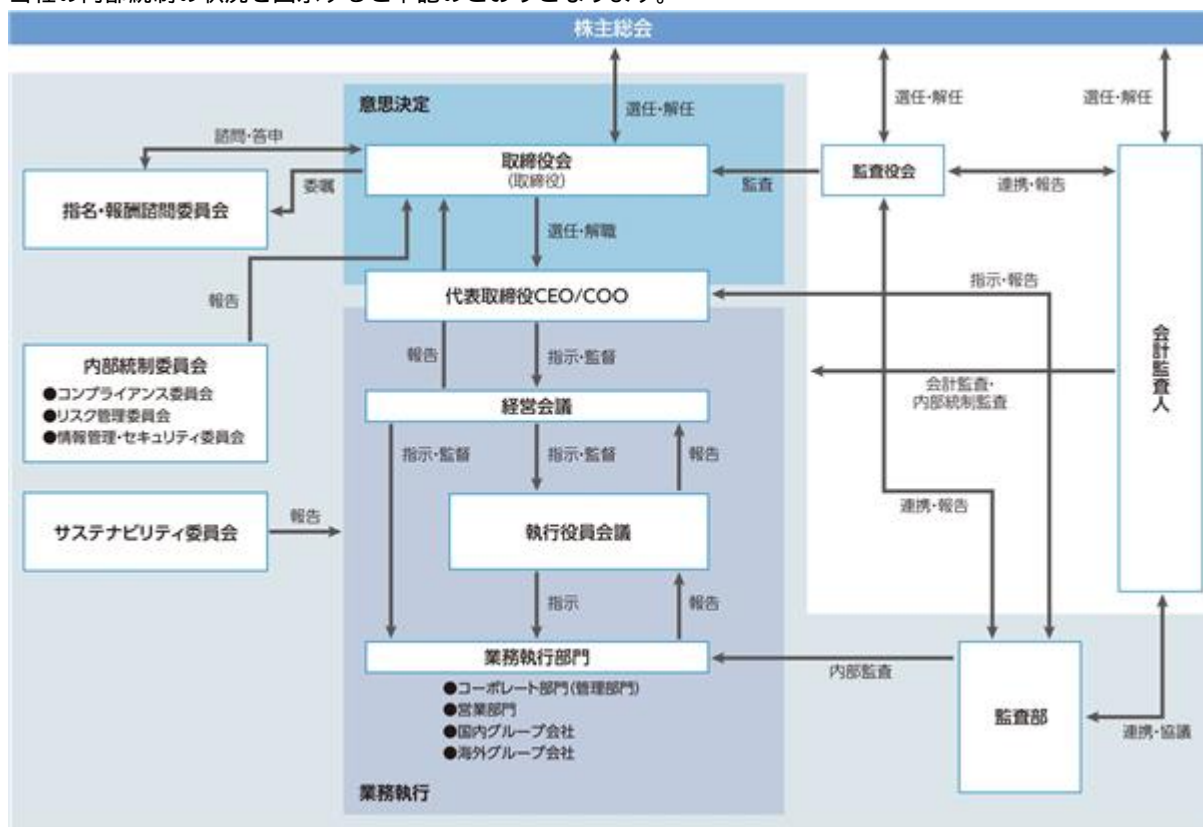 当社の内部統制の状況を図示すると下記のとおりとなります。
株主総会
意思決定
選任・解任
選任・解任
選任・解任
諮問・答申
取締役会
(取締役)
監査
監査役会
連携・報告
委嘱
指名・報酬諮問委員会
選任・解職
報告
代表取締役CEO/COO
指示・報告
会計監査人
内部統制委員会
●コンプライアンス委員会
●リスク管理委員会
●情報管理・セキュリティ委員会
報告
指示・監督
経営会議
会計監査・
内部統制監査
指示・監督
指示・監督
報告
サステナビリティ委員会
報告
執行役員会議
連携・報告
指示
報告
業務執行部門
●コーポレート部門(管理部門)
●営業部門
●国内グループ会社
●海外グループ会社
内部監査
監査部
連携・協議
業務執行